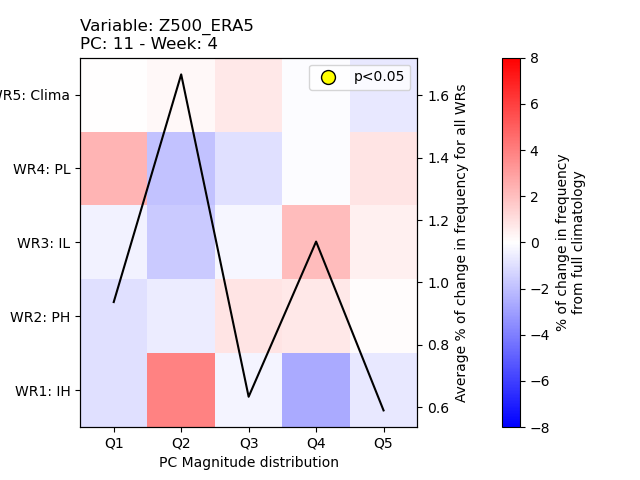 Variable: Z500_ERA5
PC: 11 - Week: 4
p<0.05
WR5: Clima
WR4: PL
WR3: IL
WR2: PH
WR1: IH
Q1 Q2 Q3 Q4 Q5
PC Magnitude distribution
1.6
1.4
1.2
1.0
0.8
0.6
Average % of change in frequency for all WRs
8
6
4
2
0
−2
−4
−6
−8
% of change in frequency
from full climatology